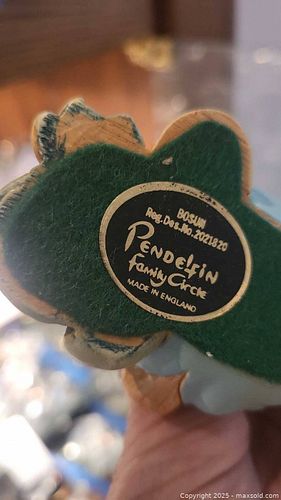 BOSUN
Reg.Des.No.2021820
PENDELFIN
Family Circle
MADE IN ENGLAND
Copyright © 2025 - maxsold.com